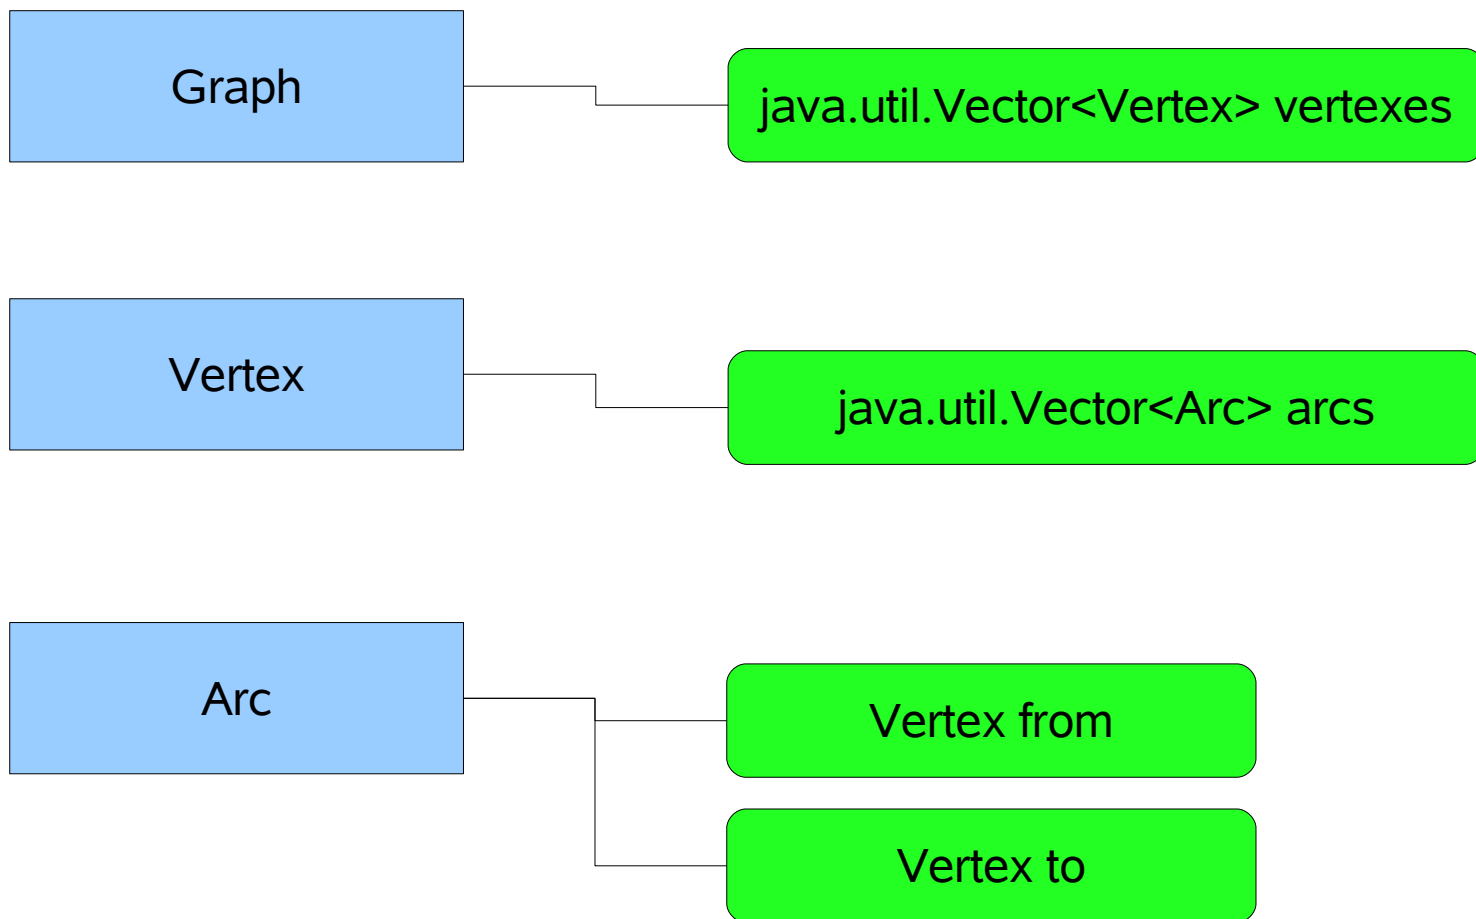 Graph
java.util.Vector<Vertex> vertexes
Vertex
java.util.Vector<Arc> arcs
Arc
Vertex from
Vertex to